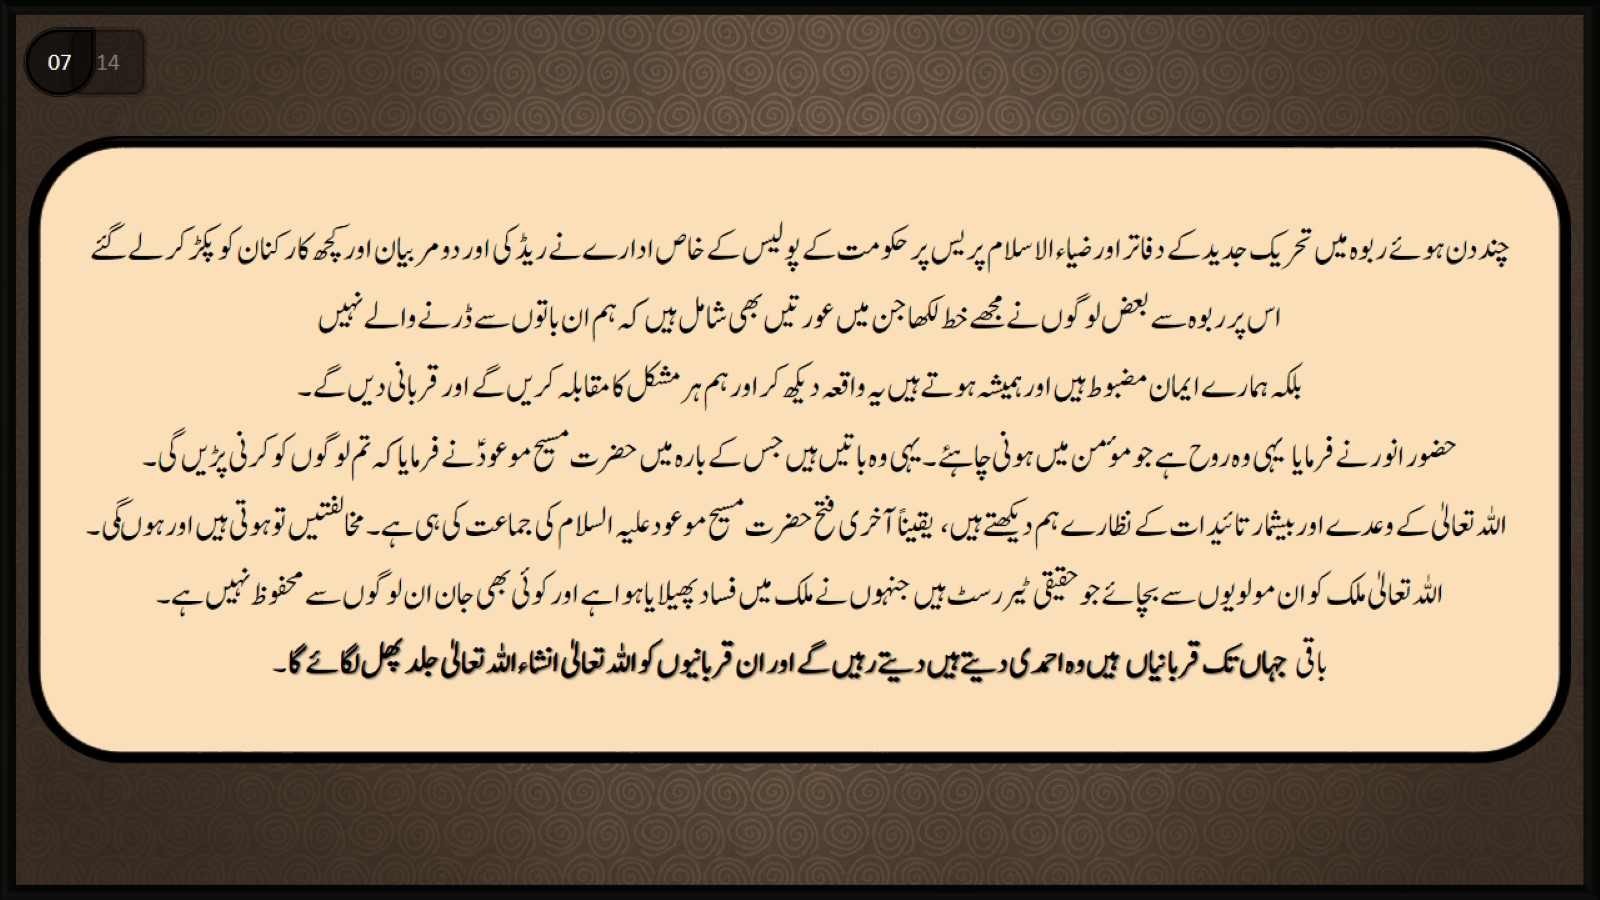 07 14
چند دن ہوئے ربوہ میں تحریک جدید کے دفاتر اور ضیاء الاسلام پریس پر حکومت کے پولیس کے خاص ادارے نے ریڈ کی اور دو مربیان اور کچھ کارکنان کو پکڑ کر لے گئے
اس پر ربوہ سے بعض لوگوں نے مجھے خط لکھا جن میں عورتیں بھی شامل ہیں کہ ہم ان باتوں سے ڈرنے والے نہیں
بلکہ ہمارے ایمان مضبوط ہیں اور ہمیشہ ہوتے ہیں یہ واقعہ دیکھ کر اور ہم ہر مشکل کا مقابلہ کریں گے اور قربانی دیں گے۔
حضور انور نے فرمایا یہی وہ روح ہے جو مؤمن میں ہونی چاہئے۔ یہی وہ باتیں ہیں جس کے بارہ میں حضرت مسیح موعودؑ نے فرمایا کہ تم لوگوں کو کرنی پڑیں گی۔
اللہ تعالیٰ کے وعدے اور بیشمار تائیدات کے نظارے ہم دیکھتے ہیں، یقیناً آخری فتح حضرت مسیح موعود علیہ السلام کی جماعت کی ہی ہے۔ مخالفتیں تو ہوتی ہیں اور ہوں گی۔
اللہ تعالیٰ ملک کو ان مولویوں سے بچائے جو حقیقی ٹیررسٹ ہیں جنہوں نے ملک میں فساد پھیلایا ہوا ہے اور کوئی بھی جان ان لوگوں سے محفوظ نہیں ہے۔
باقی جہاں تک قربانیاں ہیں وہ احمدی دیتے ہیں دیتے رہیں گے اور ان قربانیوں کو اللہ تعالیٰ انشاء اللہ تعالیٰ جلد پھل لگائے گا۔